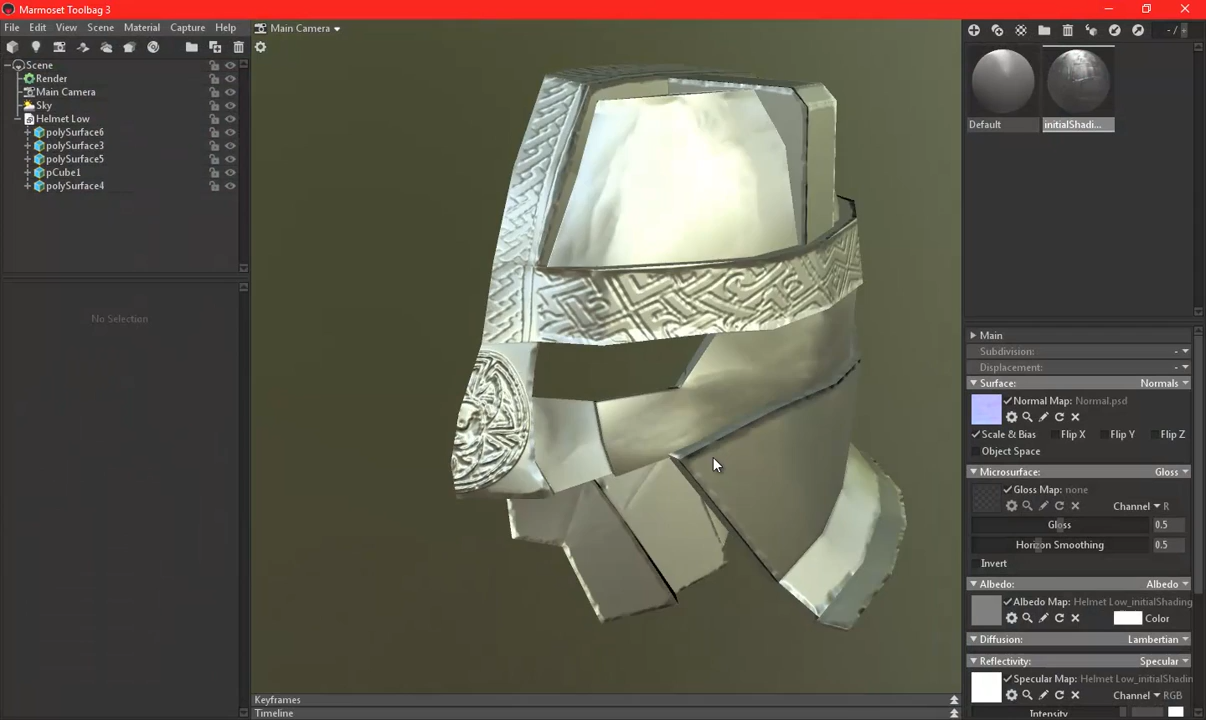 Marmoset Toolbag 3
File Edit View Scene Material Capture Help
Main Camera
- /
Scene
Render
Main Camera
Sky
Helmet Low
polySurface6
polySurface3
polySurface5
pCube1
polySurface4
No Selection
Default
initialShadi...
Main
Subdivision: -
Displacement: -
Surface: Normals
Normal Map: Normal.psd
Scale & Bias Flip X Flip Y Flip Z
Object Space
Microsurface: Gloss
Gloss Map: none
Channel R
Gloss 0.5
Horizon Smoothing 0.5
Invert
Albedo: Albedo
Albedo Map: Helmet Low_initialShading
Color
Diffusion: Lambertian
Reflectivity: Specular
Specular Map: Helmet Low_initialShadin
Channel RGB
Intensity
Keyframes
Timeline